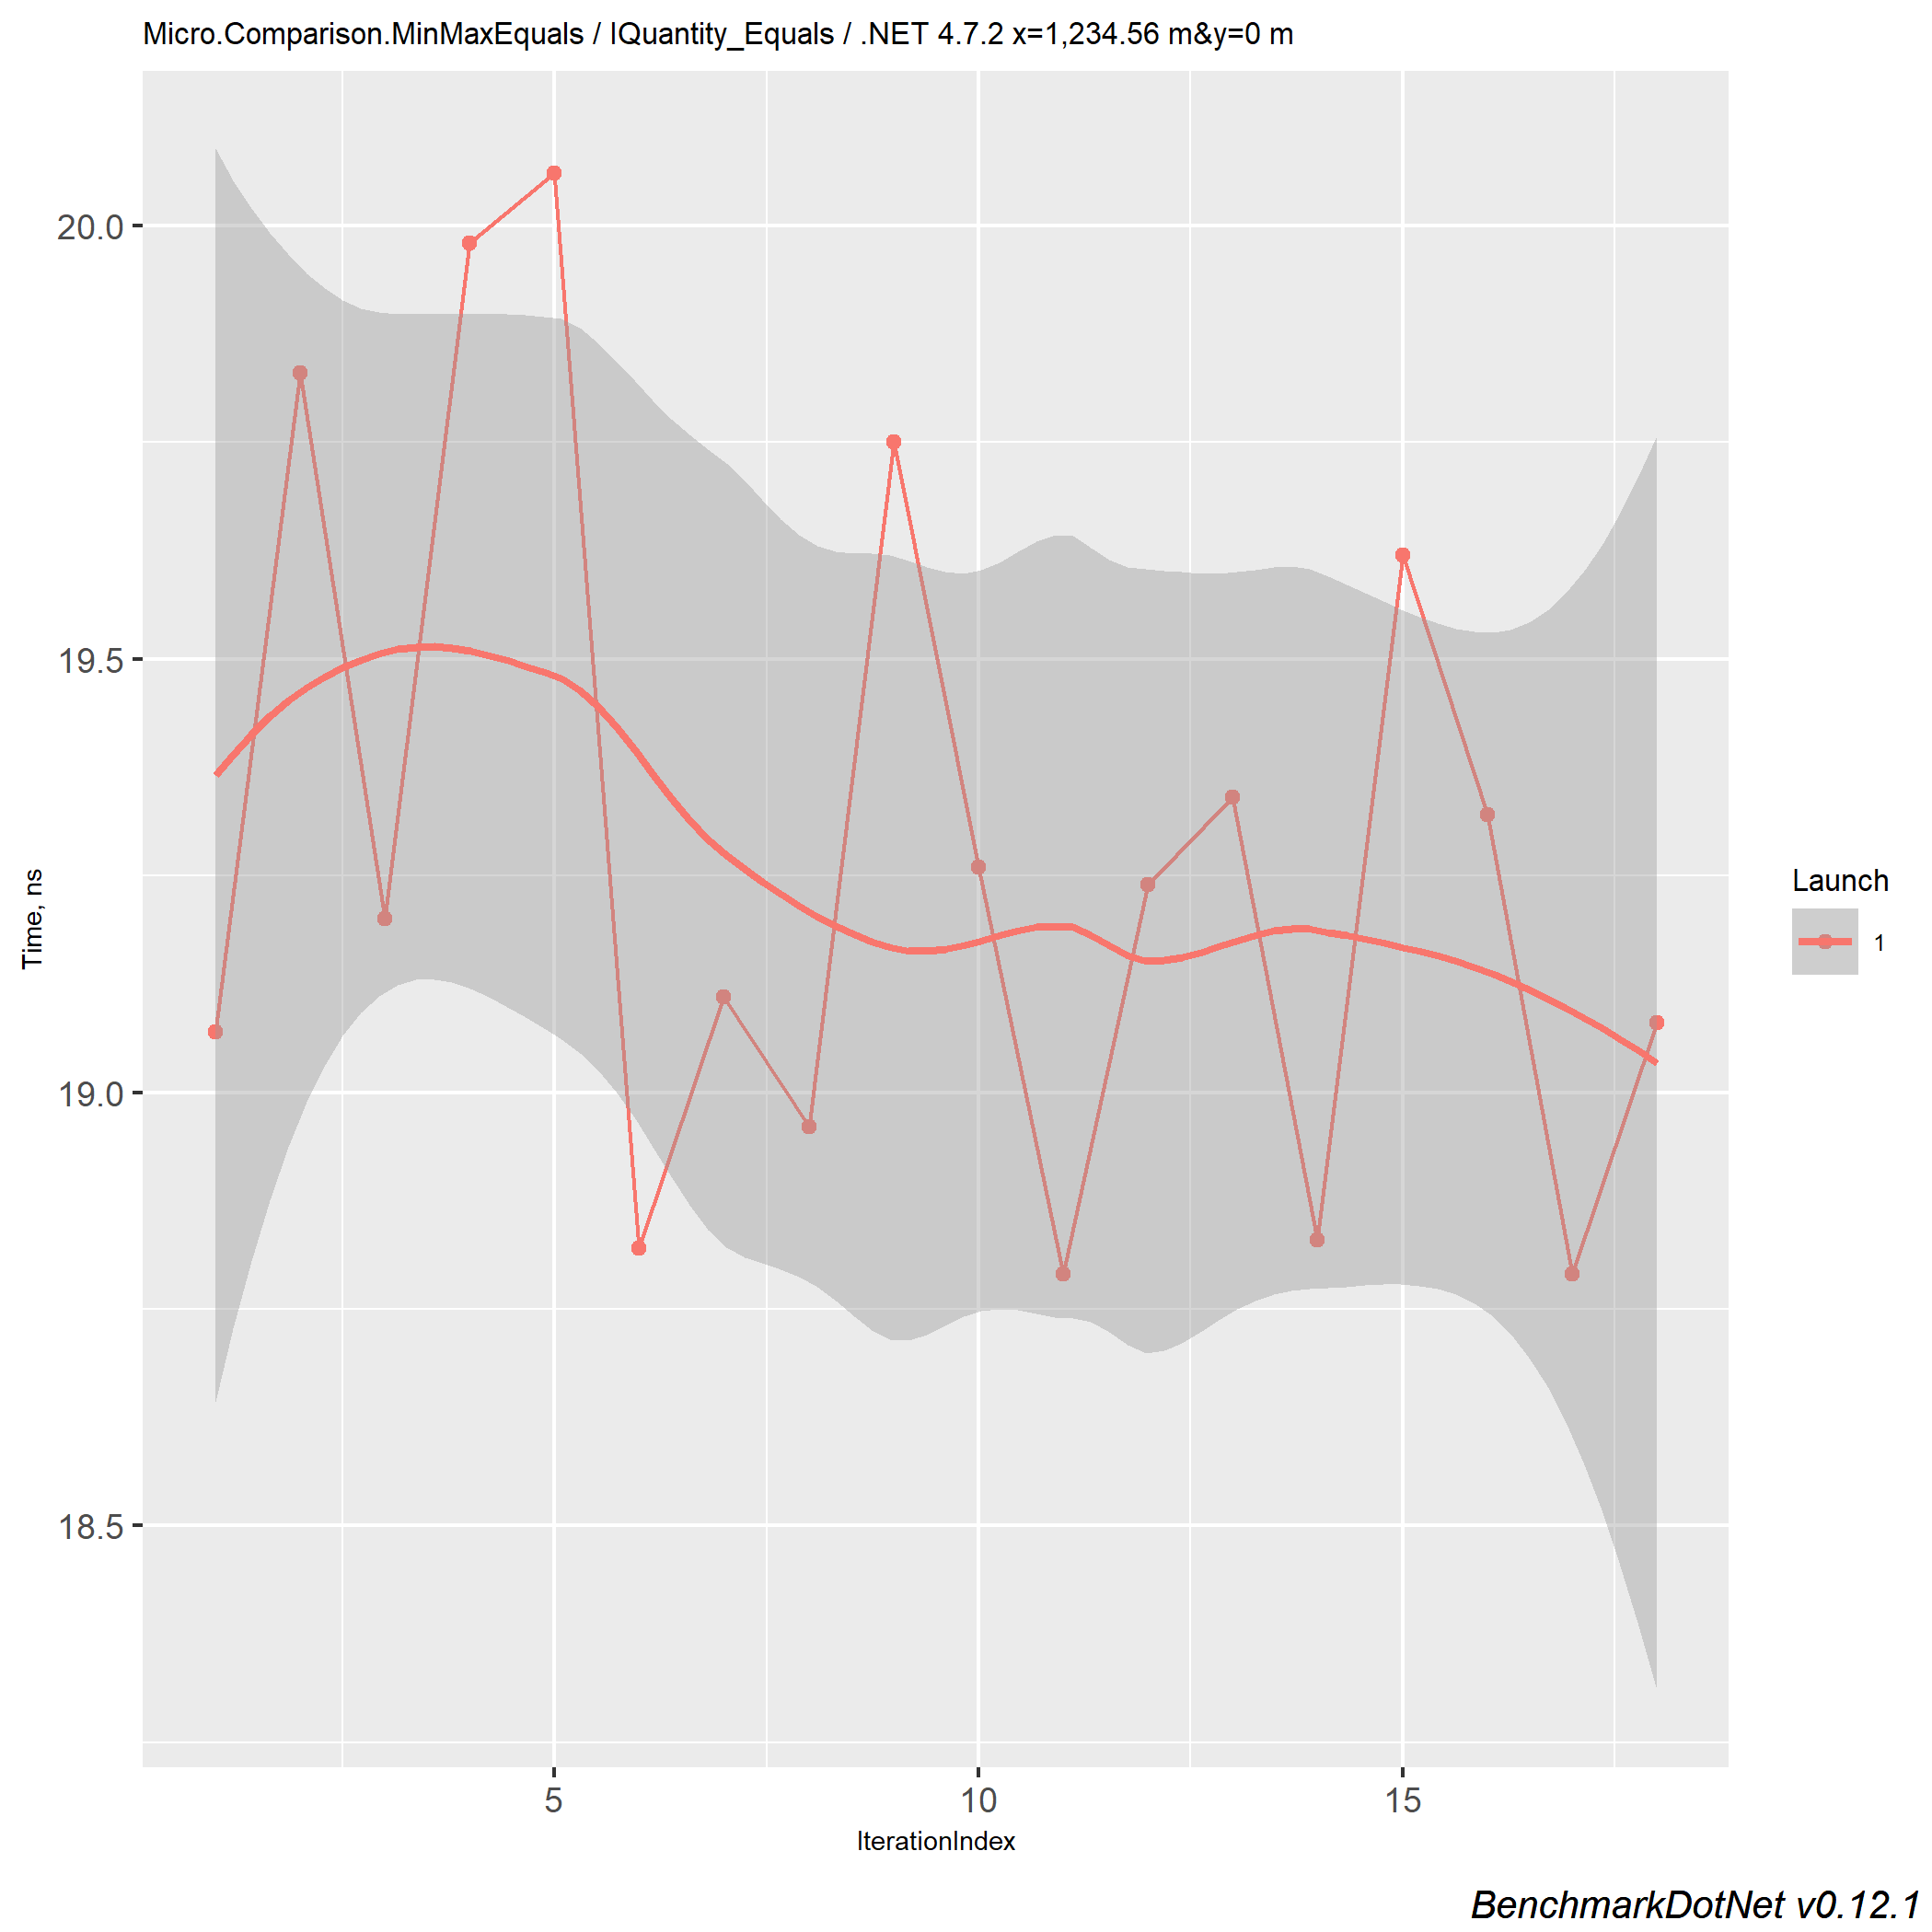 Micro.Comparison.MinMaxEquals / IQuantity_Equals / .NET 4.7.2 x=1,234.56 m&y=0 m
20.0
19.5
19.0
18.5
Time, ns
5 10 15
IterationIndex
Launch
1
BenchmarkDotNet v0.12.1